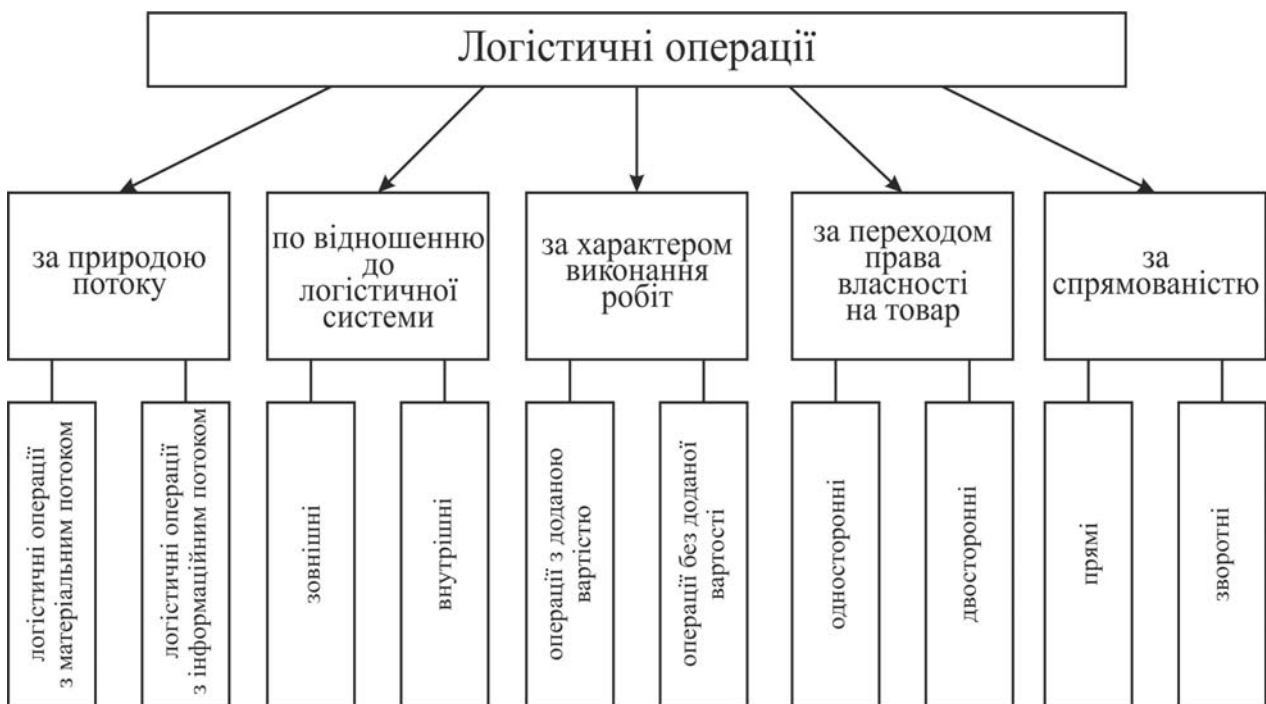 Логістичні операції
за природою
потоку
по відношенню
до
логістичної
системи
за характером
виконання
робіт
за переходом
права
власності
на товар
за
спрямованістю
логістичні операції
з матеріальним потоком
логістичні операції
з інформаційним потоком
зовнішні
внутрішні
операції з доданою
вартістю
операції без доданої
вартості
односторонні
двосторонні
прямі
зворотні